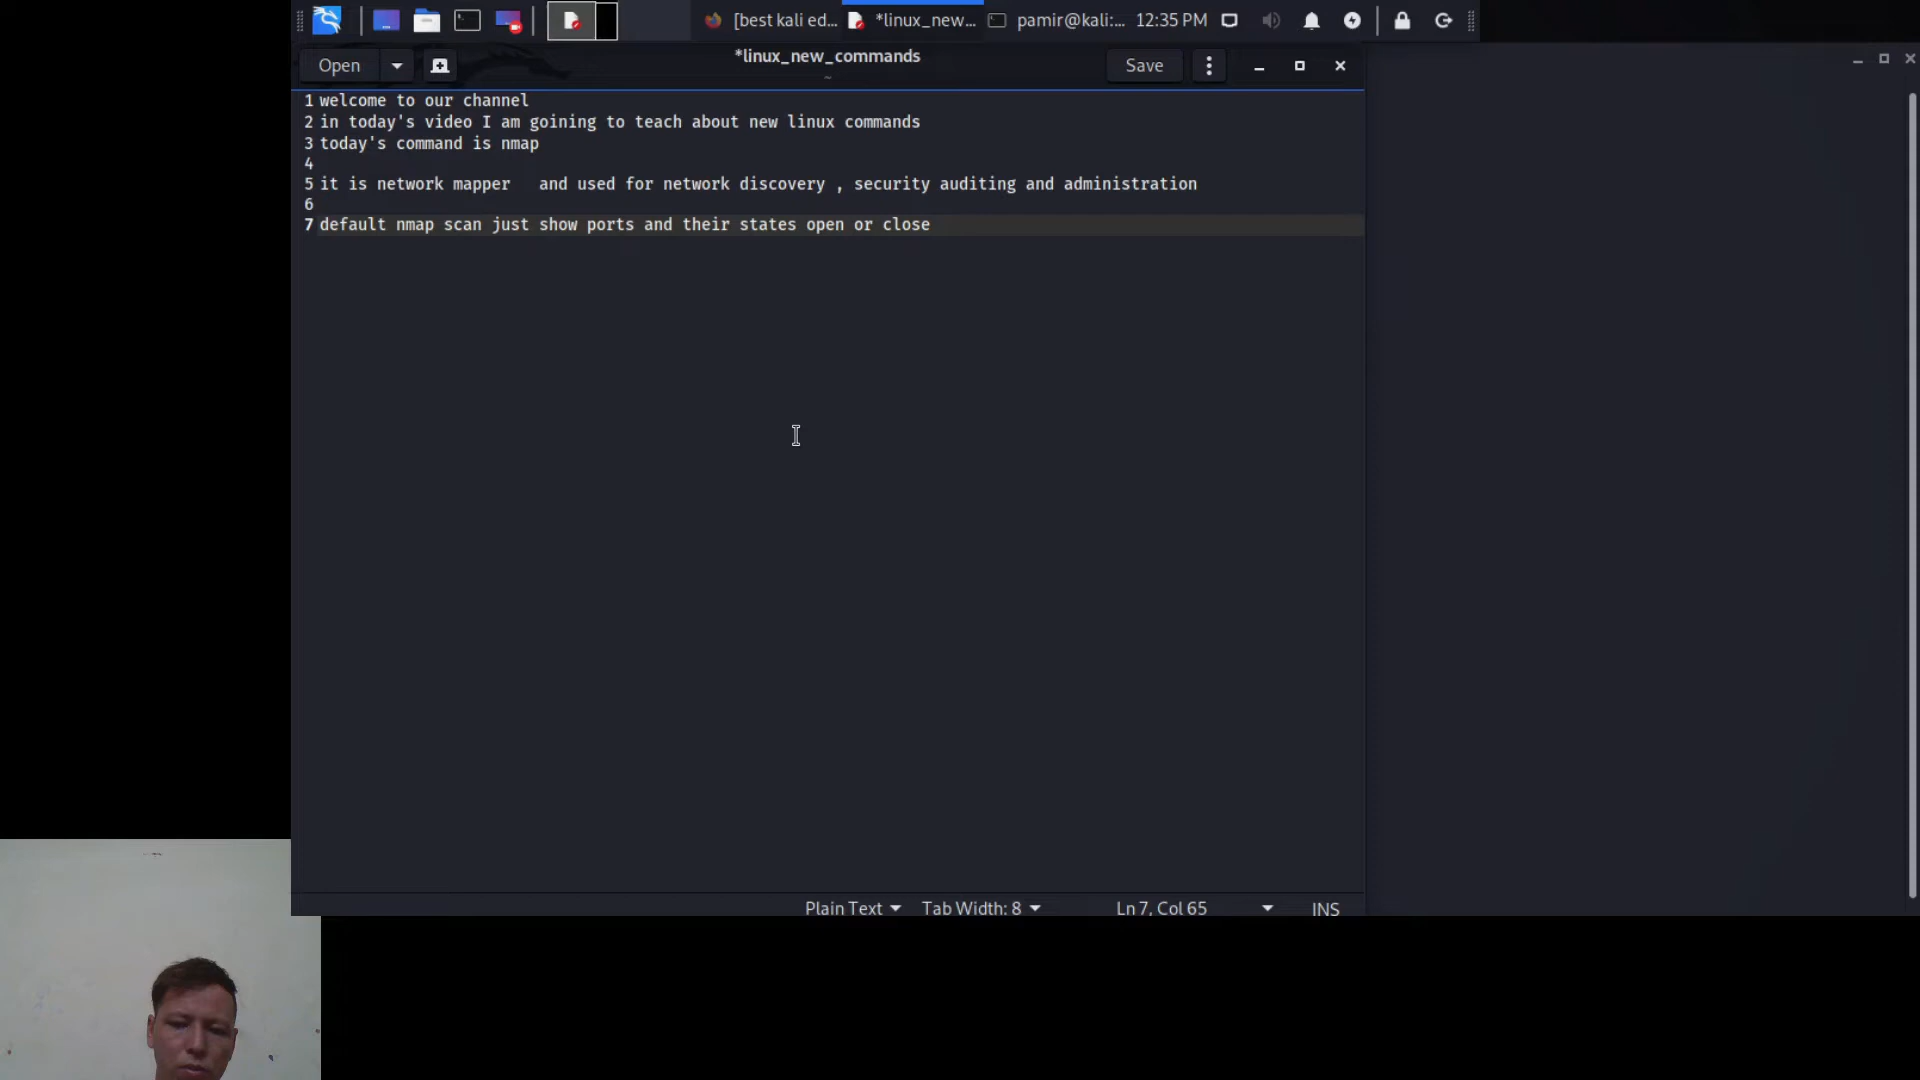 [best kali ed... *linux_new... pamir@kali:... 12:35 PM
Open *linux_new_commands Save
~
1 welcome to our channel
2 in today's video I am goining to teach about new linux commands
3 today's command is nmap
4
5 it is network mapper   and used for network discovery , security auditing and administration
6
7 default nmap scan just show ports and their states open or close
Plain Text Tab Width: 8 Ln 7, Col 65 INS